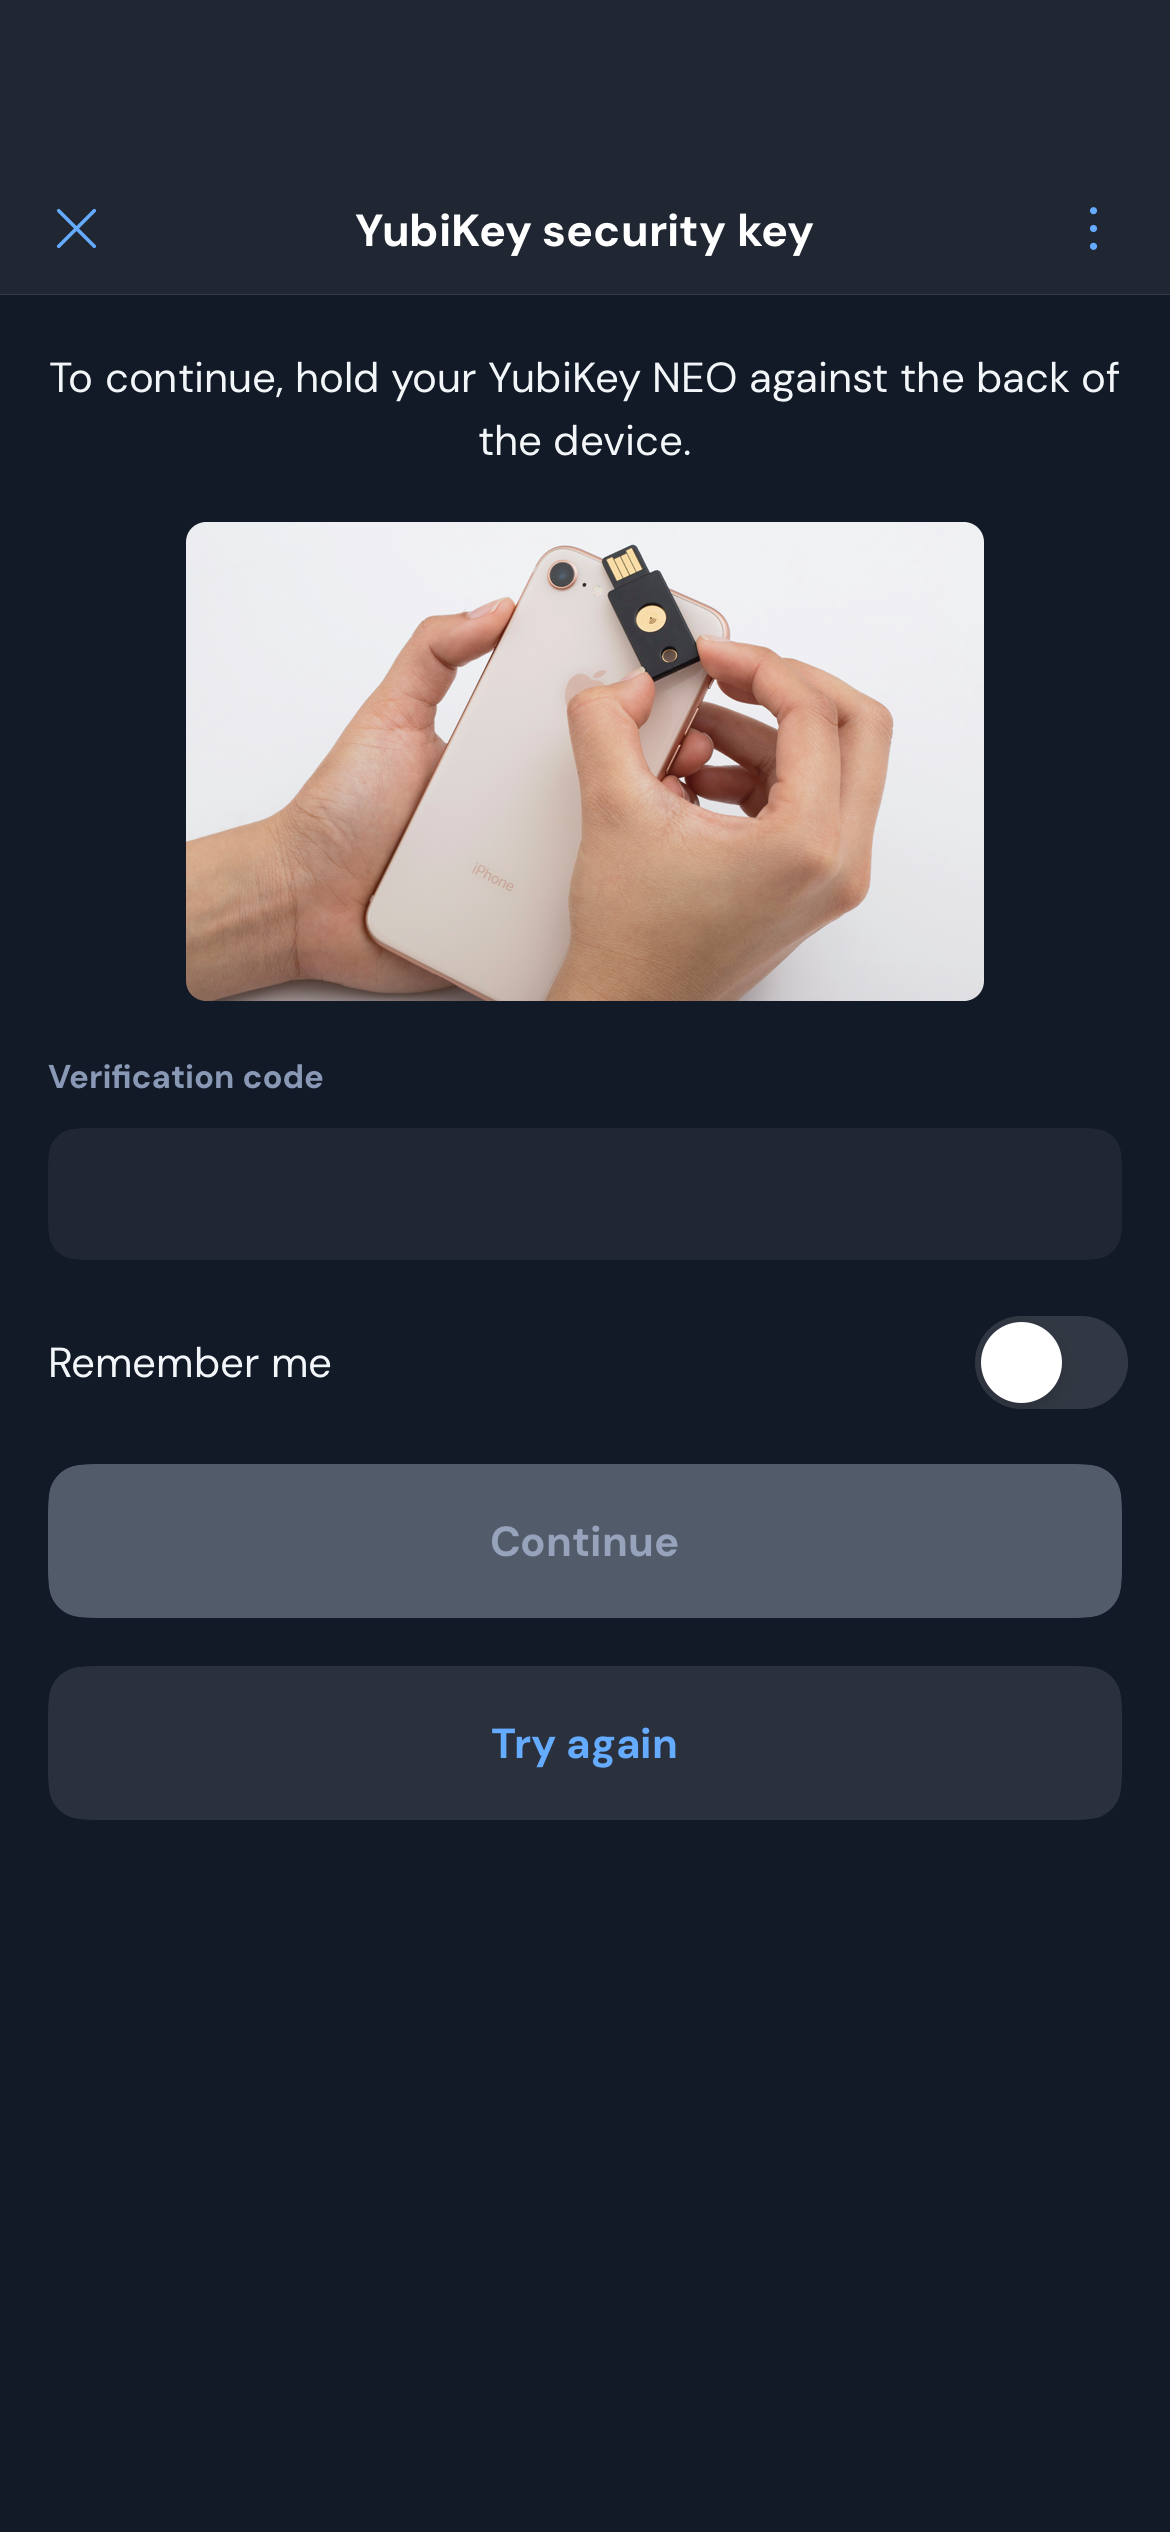 YubiKey security key
To continue, hold your YubiKey NEO against the back of
the device.
iPhone
Verification code
Remember me
Continue
Try again